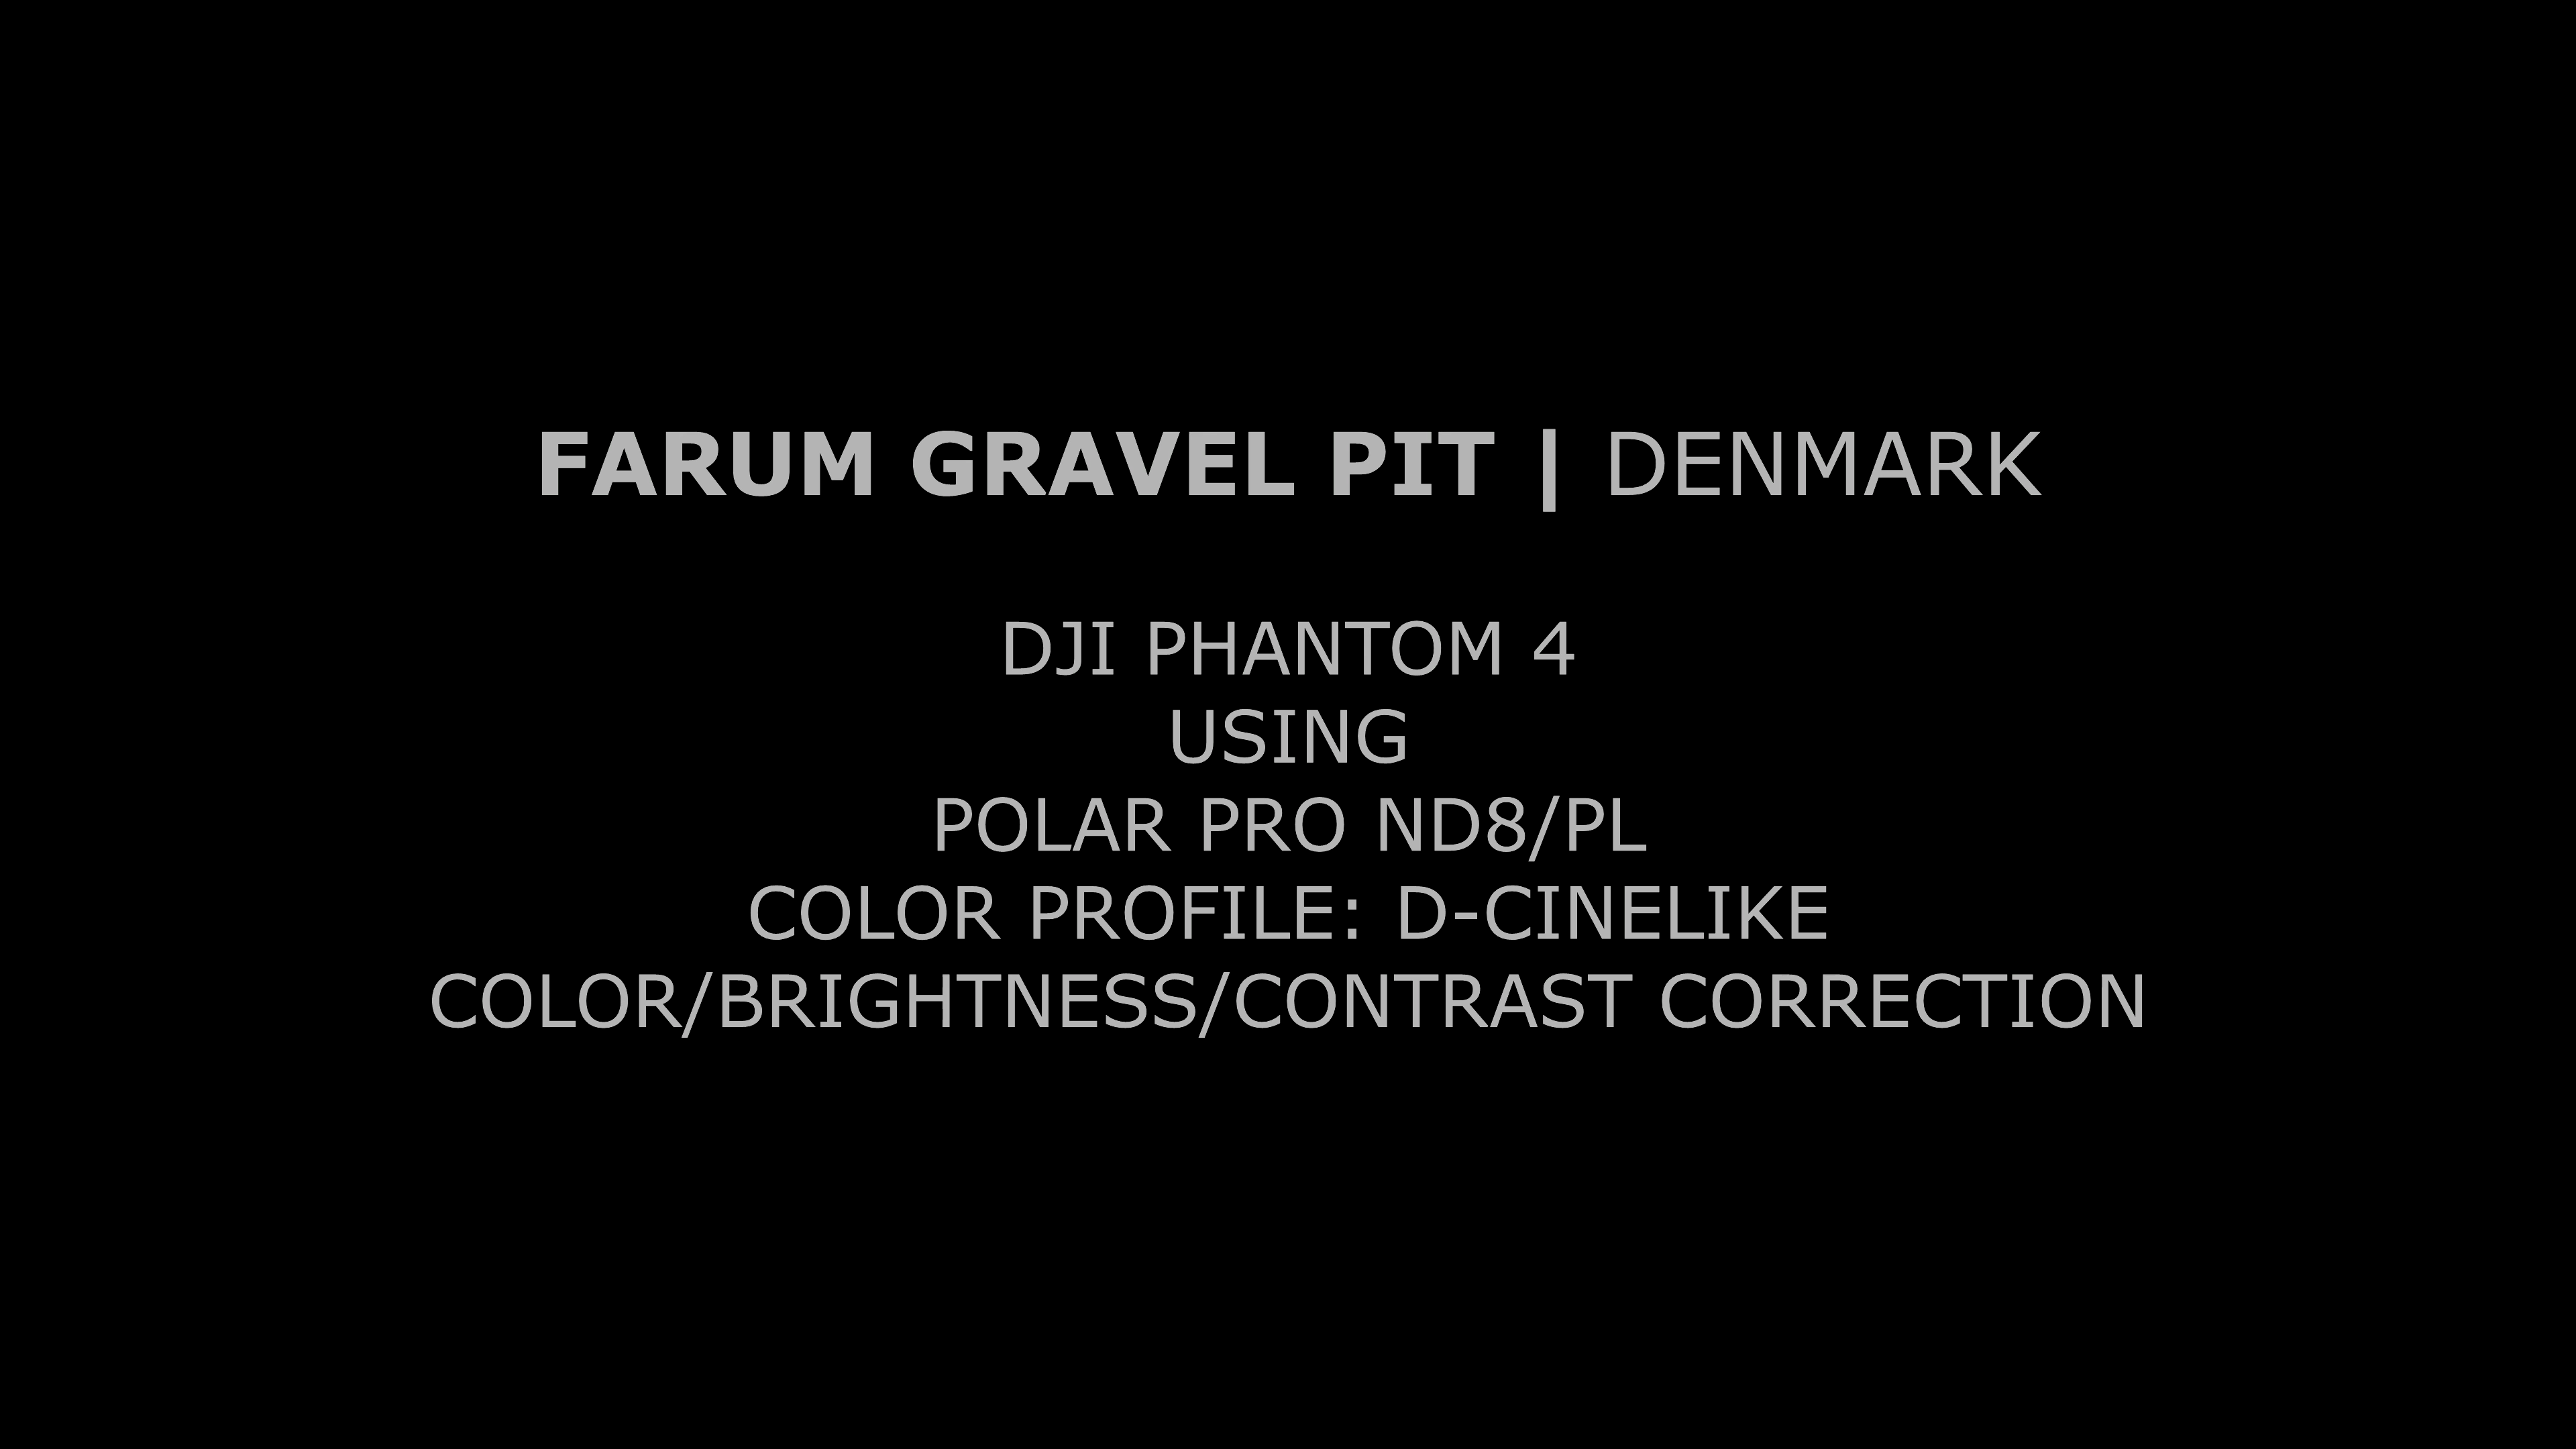 FARUM GRAVEL PIT | DENMARK
DJI PHANTOM 4
USING
POLAR PRO ND8/PL
COLOR PROFILE: D-CINELIKE
COLOR/BRIGHTNESS/CONTRAST CORRECTION